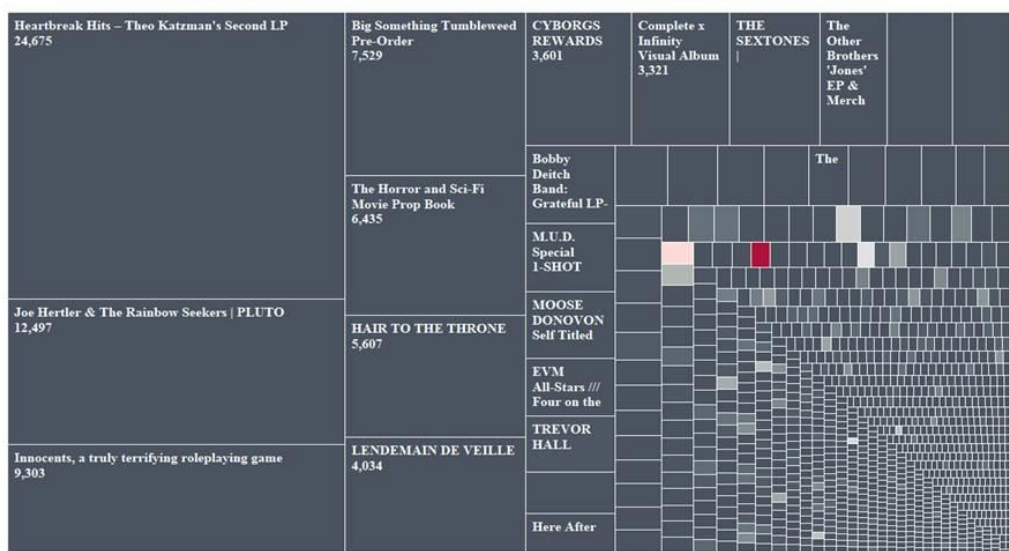 Heartbreak Hits – Theo Katzman's Second LP
24,675
Joe Hertler & The Rainbow Seekers | PLUTO
12,497
Innocents, a truly terrifying roleplaying game
9,303
Big Something Tumbleweed
Pre-Order
7,529
The Horror and Sci-Fi
Movie Prop Book
6,435
HAIR TO THE THRONE
5,607
LENDEMAIN DE VEILLE
4,034
CYBORGS
REWARDS
3,601
Complete x
Infinity
Visual Album
3,321
THE
SEXTONES
|
The
Other
Brothers
'Jones'
EP &
Merch
Bobby
Deitch
Band:
Grateful LP-
The
M.U.D.
Special
1-SHOT
MOOSE
DONOVON
Self Titled
EVM
All-Stars ///
Four on the
TREVOR
HALL
Here After